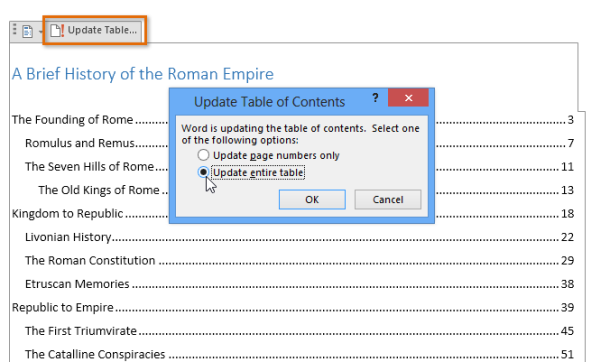 Update Table...
A Brief History of the Roman Empire
Update Table of Contents ? ×
Word is updating the table of contents. Select one
of the following options:
Update page numbers only
Update entire table
OK Cancel
The Founding of Rome 3
Romulus and Remus 7
The Seven Hills of Rome 11
The Old Kings of Rome 13
Kingdom to Republic 18
Livonian History 22
The Roman Constitution 29
Etruscan Memories 38
Republic to Empire 39
The First Triumvirate 45
The Catalline Conspiracies 51